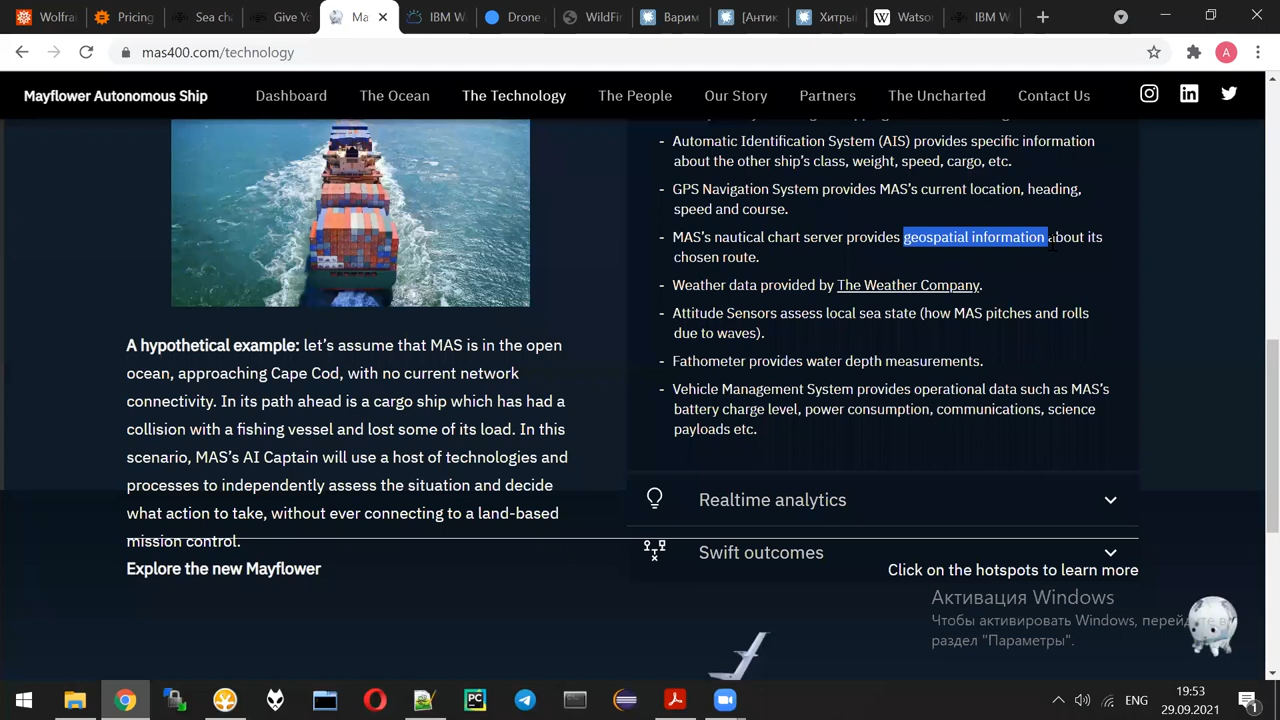 Wolfra
Pricing
Sea cha
Give Yo
Ma
IBM W
Drone
WildFir
Варим
[Антик
Хитры
Watso
IBM W
mas400.com/technology
A
Mayflower Autonomous Ship
Dashboard
The Ocean
The Technology
The People
Our Story
Partners
The Uncharted
Contact Us
- Automatic Identification System (AIS) provides specific information
about the other ship's class, weight, speed, cargo, etc.
- GPS Navigation System provides MAS's current location, heading,
speed and course.
- MAS's nautical chart server provides geospatial information about its
chosen route.
- Weather data provided by The Weather Company.
- Attitude Sensors assess local sea state (how MAS pitches and rolls
due to waves).
- Fathometer provides water depth measurements.
- Vehicle Management System provides operational data such as MAS's
battery charge level, power consumption, communications, science
payloads etc.
A hypothetical example: let's assume that MAS is in the open
ocean, approaching Cape Cod, with no current network
connectivity. In its path ahead is a cargo ship which has had a
collision with a fishing vessel and lost some of its load. In this
scenario, MAS's AI Captain will use a host of technologies and
processes to independently assess the situation and decide
what action to take, without ever connecting to a land-based
mission control.
Explore the new Mayflower
Realtime analytics
Swift outcomes
Click on the hotspots to learn more
Активация Windows
Чтобы активировать Windows, перейдите в
раздел "Параметры".
PC
ENG
19:53
29.09.2021
1